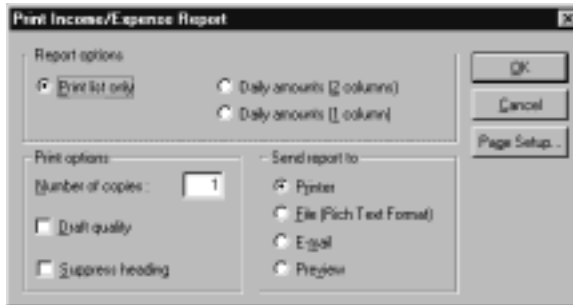 Print Income/Expense Report
Report options
Print list only
Daily amounts (2 columns)
Daily amounts (1 column)
OK
Cancel
Page Setup...
Print options
Number of copies : 1
Draft quality
Suppress heading
Send report to
Printer
File (Rich Text Format)
E-mail
Preview